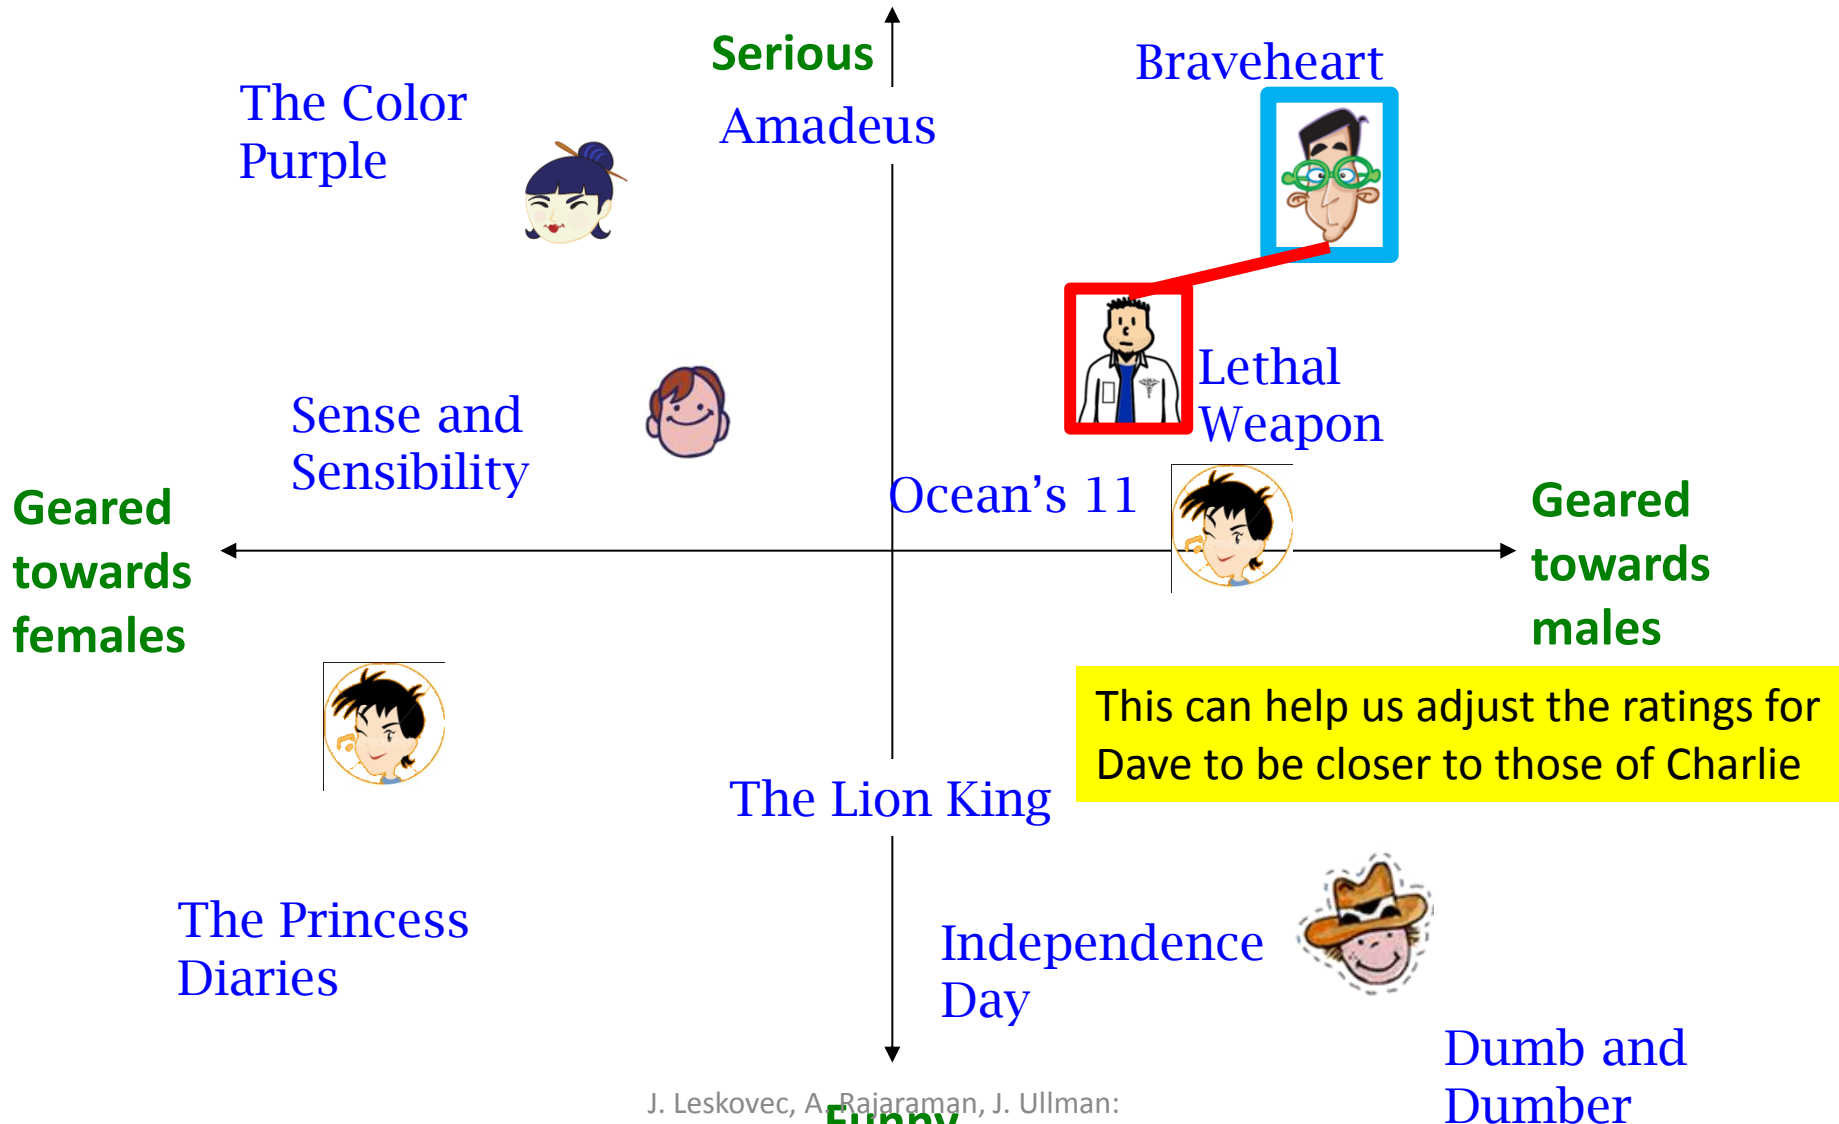 Serious
Braveheart
The Color
Purple
Amadeus
Lethal
Weapon
Sense and
Sensibility
Ocean’s 11
Geared
towards
females
Geared
towards
males
This can help us adjust the ratings for
Dave to be closer to those of Charlie
The Lion King
The Princess
Diaries
Independence
Day
Dumb and
Dumber
J. Leskovec, A. Rajaraman, J. Ullman:
Funny